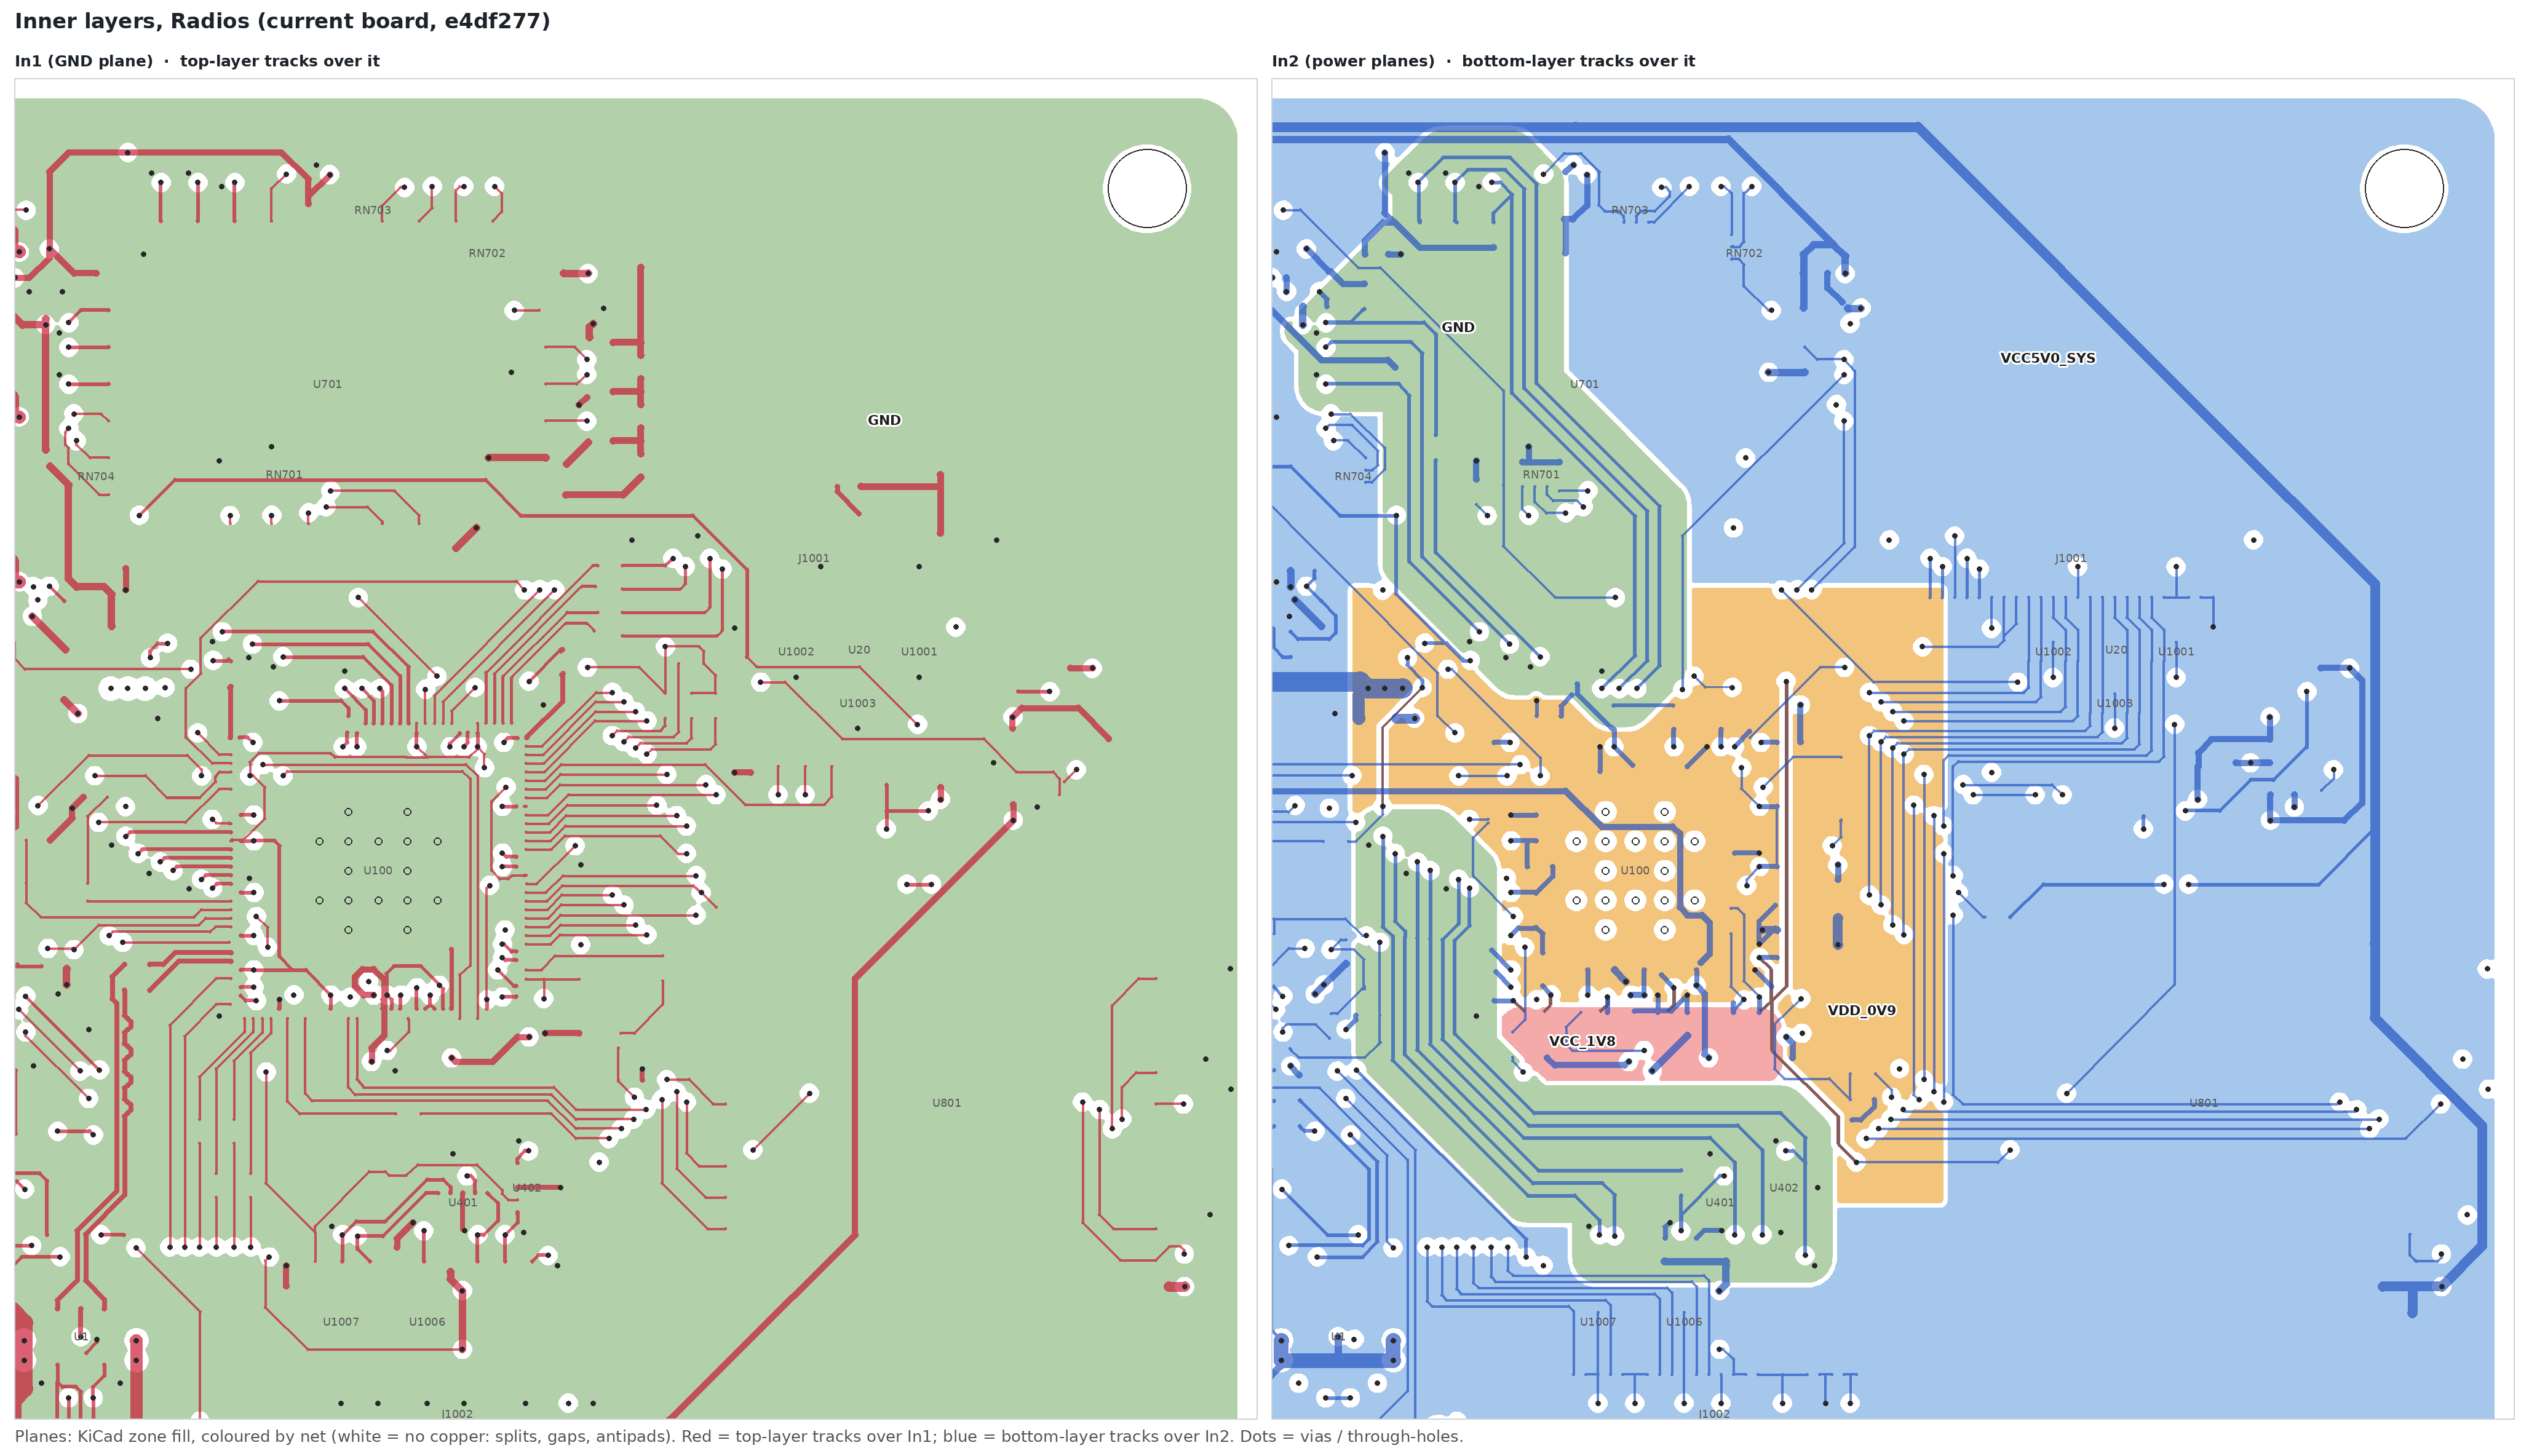 Inner layers, Radios (current board, e4df277)
In1 (GND plane)  ·  top-layer tracks over it
In2 (power planes)  ·  bottom-layer tracks over it
RN703
RN702
U701
GND
RN704
RN701
J1001
U1002
U20
U1001
U1003
U100
U801
U402
U401
U1007
U1006
U1
J1002
RN703
RN702
GND
VCC5V0_SYS
U701
RN704
RN701
J1001
U1002
U20
U1001
U1003
U100
VDD_0V9
VCC_1V8
U801
U402
U401
U1007
U1006
U1
J1002
Planes: KiCad zone fill, coloured by net (white = no copper: splits, gaps, antipads). Red = top-layer tracks over In1; blue = bottom-layer tracks over In2. Dots = vias / through-holes.